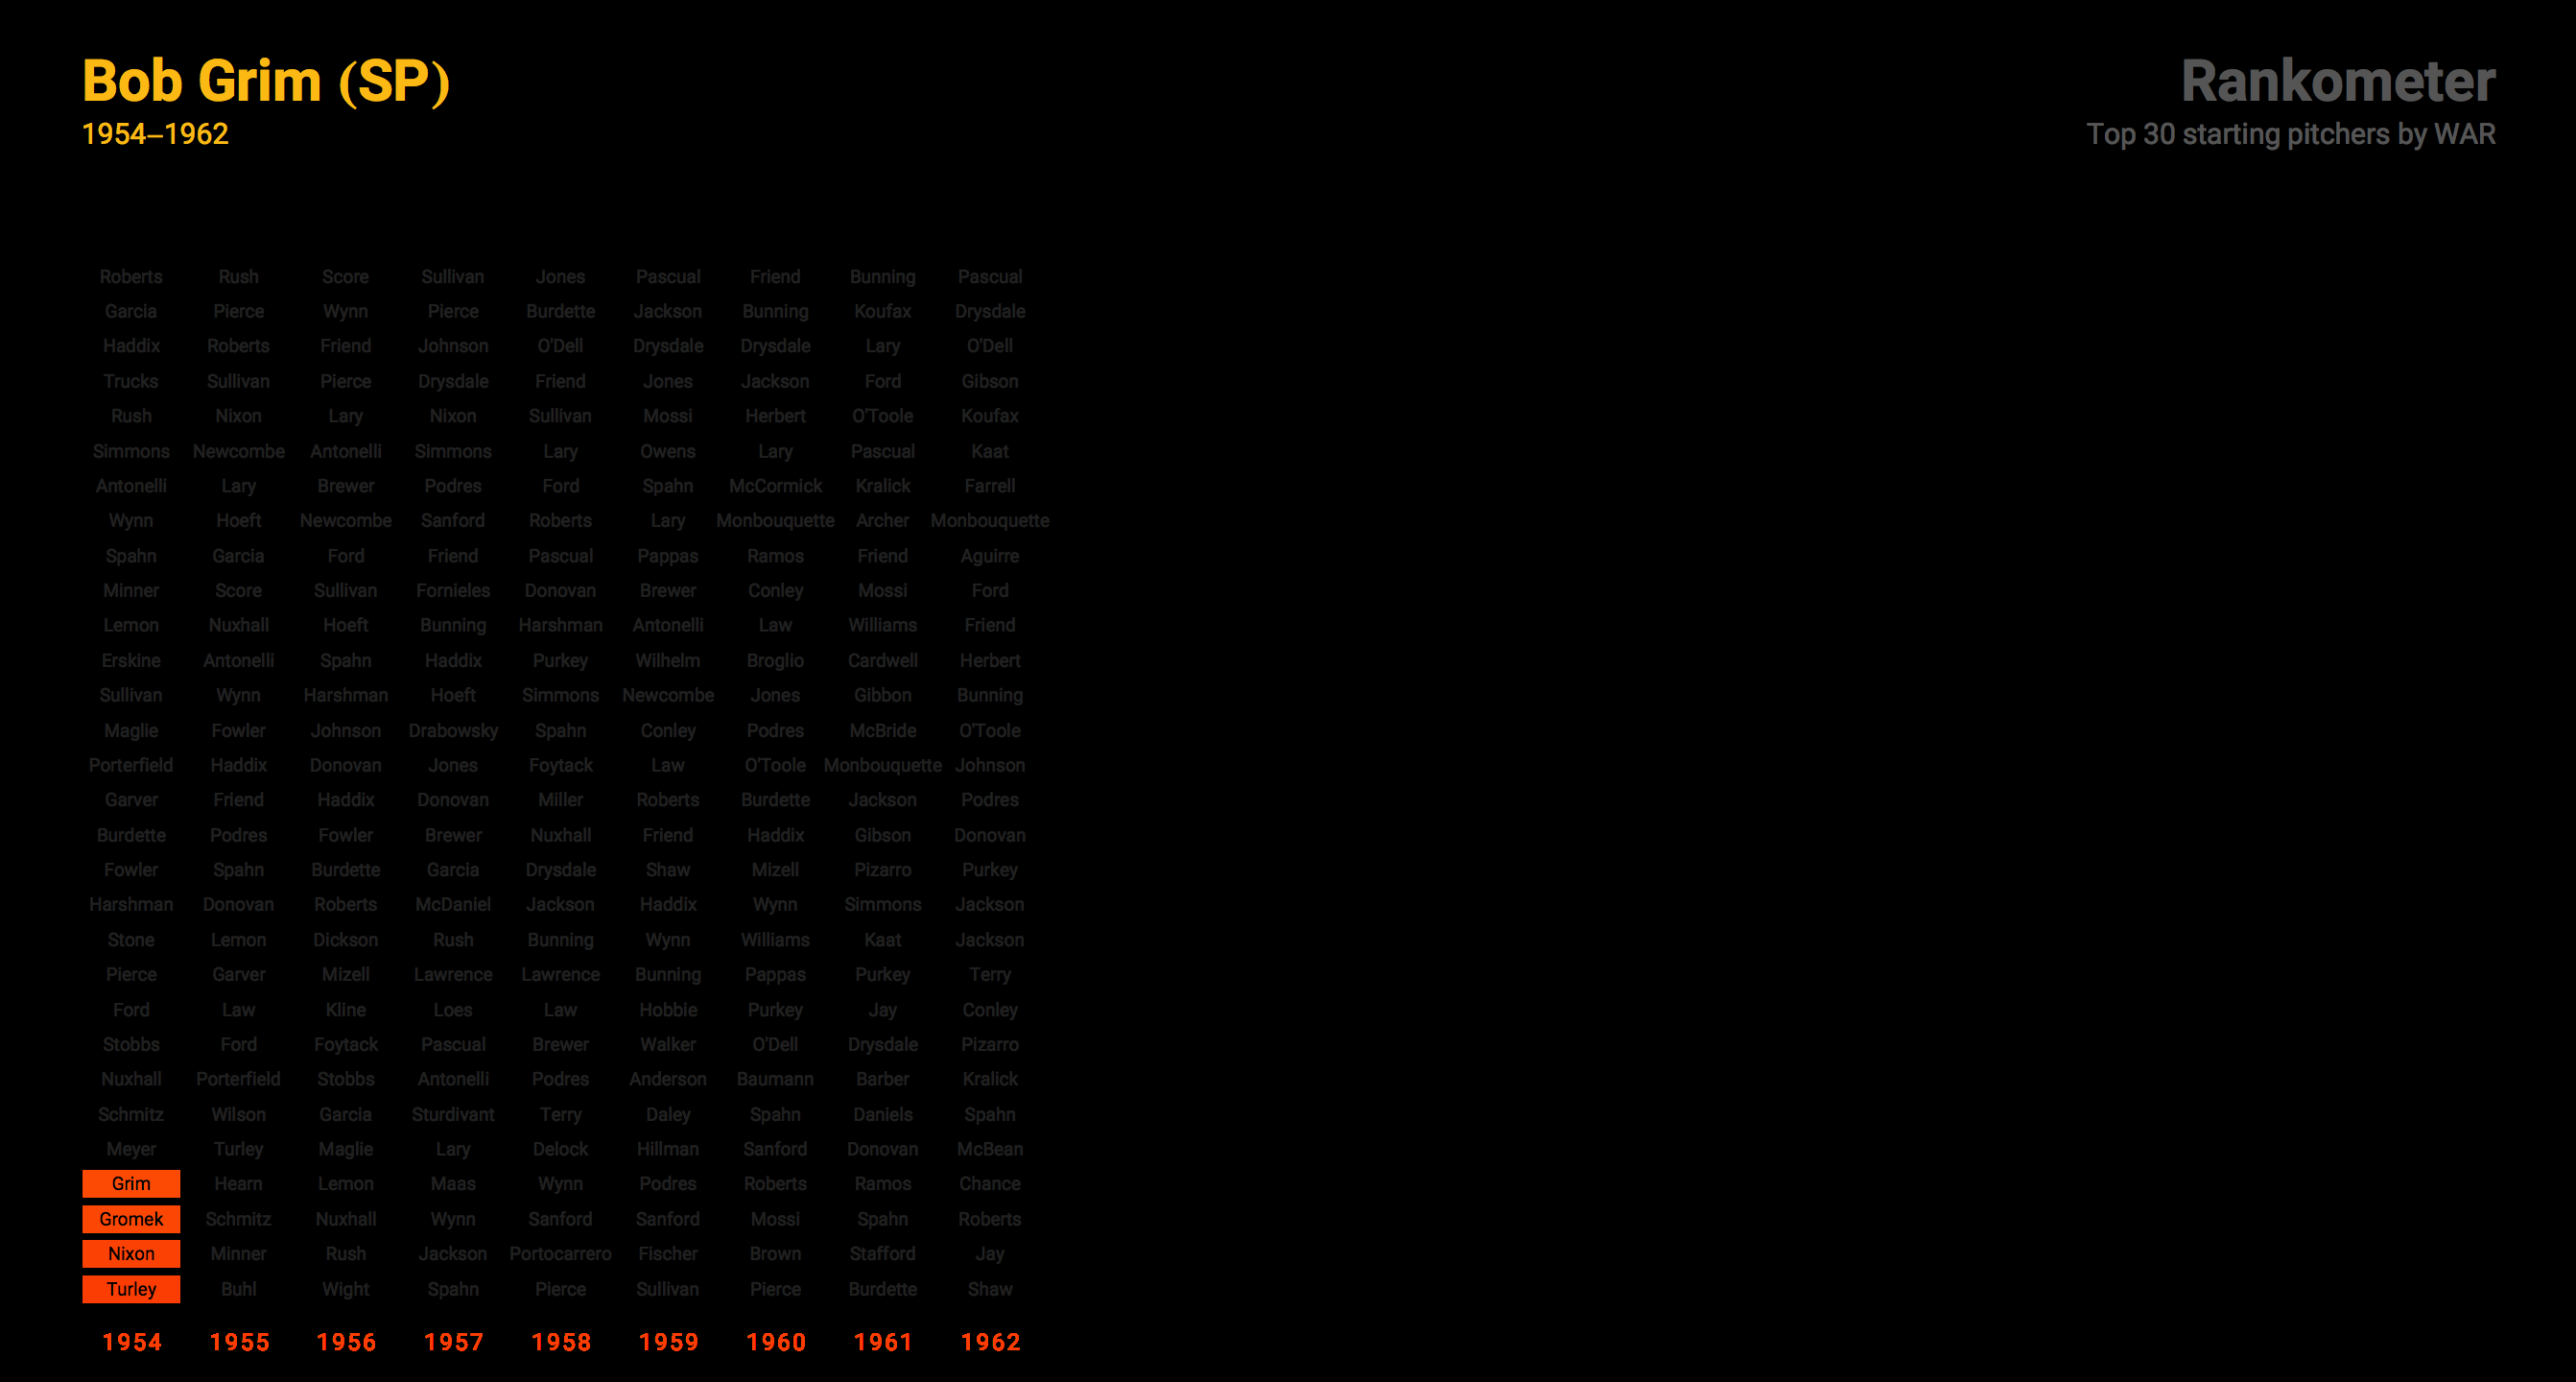 Bob Grim (SP)
1954–1962
Rankometer
Top 30 starting pitchers by WAR
Roberts Rush Score Sullivan Jones Pascual Friend Bunning Pascual
Garcia Pierce Wynn Pierce Burdette Jackson Bunning Koufax Drysdale
Haddix Roberts Friend Johnson O'Dell Drysdale Drysdale Lary O'Dell
Trucks Sullivan Pierce Drysdale Friend Jones Jackson Ford Gibson
Rush Nixon Lary Nixon Sullivan Mossi Herbert O'Toole Koufax
Simmons Newcombe Antonelli Simmons Lary Owens Lary Pascual Kaat
Antonelli Lary Brewer Podres Ford Spahn McCormick Kralick Farrell
Wynn Hoeft Newcombe Sanford Roberts Lary Monbouquette Archer Monbouquette
Spahn Garcia Ford Friend Pascual Pappas Ramos Friend Aguirre
Minner Score Sullivan Fornieles Donovan Brewer Conley Mossi Ford
Lemon Nuxhall Hoeft Bunning Harshman Antonelli Law Williams Friend
Erskine Antonelli Spahn Haddix Purkey Wilhelm Broglio Cardwell Herbert
Sullivan Wynn Harshman Hoeft Simmons Newcombe Jones Gibbon Bunning
Maglie Fowler Johnson Drabowsky Spahn Conley Podres McBride O'Toole
Porterfield Haddix Donovan Jones Foytack Law O'Toole Monbouquette Johnson
Garver Friend Haddix Donovan Miller Roberts Burdette Jackson Podres
Burdette Podres Fowler Brewer Nuxhall Friend Haddix Gibson Donovan
Fowler Spahn Burdette Garcia Drysdale Shaw Mizell Pizarro Purkey
Harshman Donovan Roberts McDaniel Jackson Haddix Wynn Simmons Jackson
Stone Lemon Dickson Rush Bunning Wynn Williams Kaat Jackson
Pierce Garver Mizell Lawrence Lawrence Bunning Pappas Purkey Terry
Ford Law Kline Loes Law Hobbie Purkey Jay Conley
Stobbs Ford Foytack Pascual Brewer Walker O'Dell Drysdale Pizarro
Nuxhall Porterfield Stobbs Antonelli Podres Anderson Baumann Barber Kralick
Schmitz Wilson Garcia Sturdivant Terry Daley Spahn Daniels Spahn
Meyer Turley Maglie Lary Delock Hillman Sanford Donovan McBean
Grim Hearn Lemon Maas Wynn Podres Roberts Ramos Chance
Gromek Schmitz Nuxhall Wynn Sanford Sanford Mossi Spahn Roberts
Nixon Minner Rush Jackson Portocarrero Fischer Brown Stafford Jay
Turley Buhl Wight Spahn Pierce Sullivan Pierce Burdette Shaw
1954 1955 1956 1957 1958 1959 1960 1961 1962